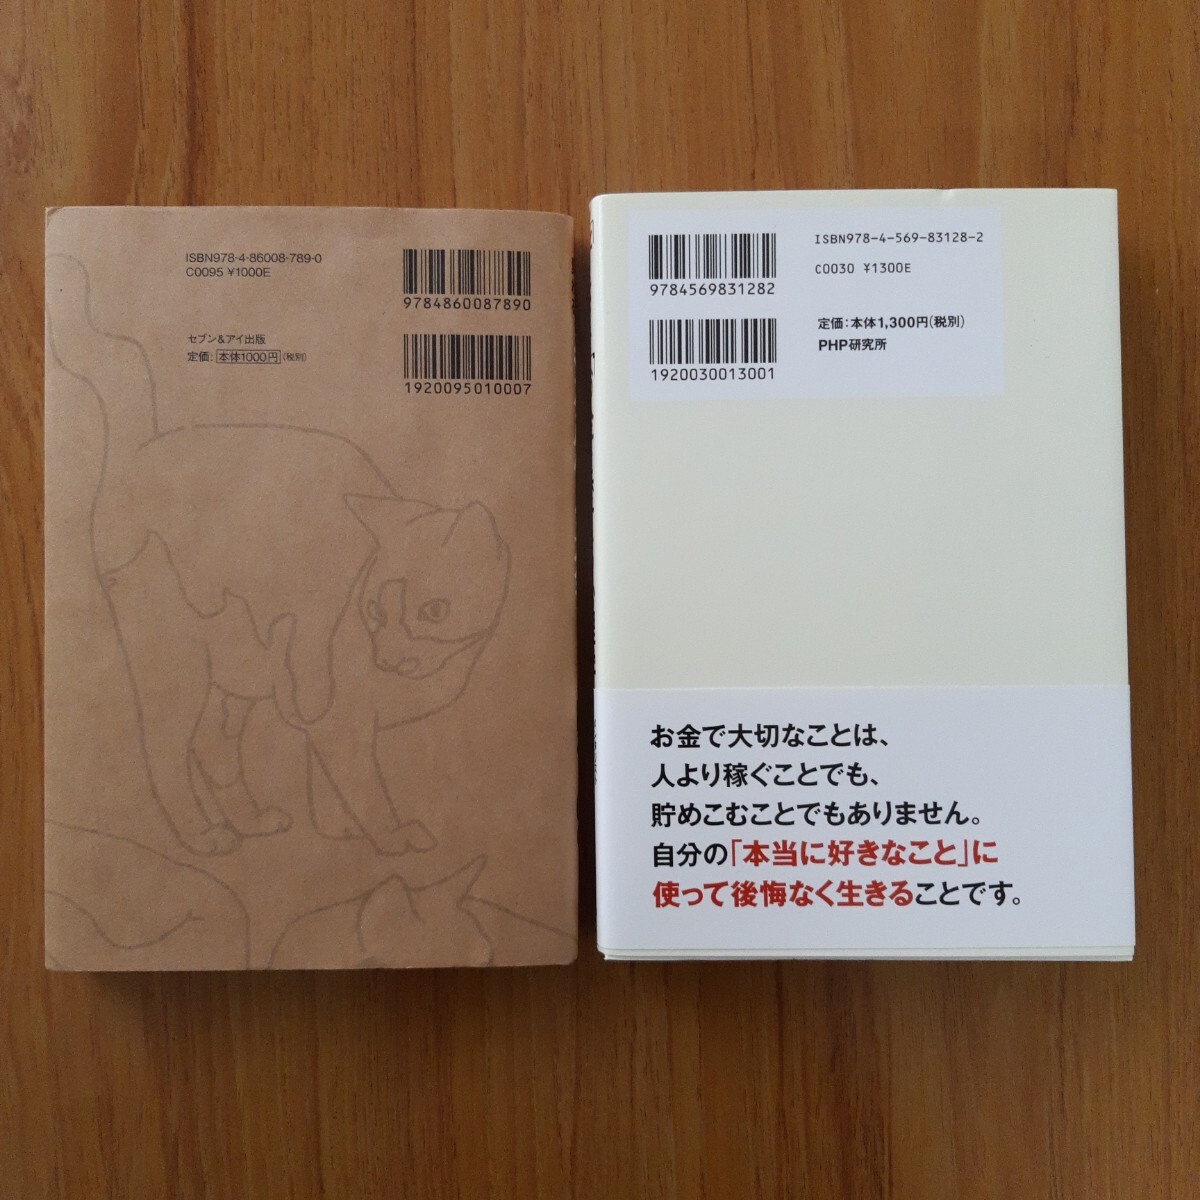 ISBN978-4-86008-789-0
C0095 ¥1000E
9784860087890
セブン&アイ出版
定価: 本体1000円 (税別)
1920095010007
9784569831282
ISBN978-4-569-83128-2
C0030 ¥1300E
1920030013001
定価:本体1,300円(税別)
PHP研究所
お金で大切なことは、
人より稼ぐことでも、
貯めこむことでもありません。
自分の「本当に好きなこと」に
使って後悔なく生きることです。